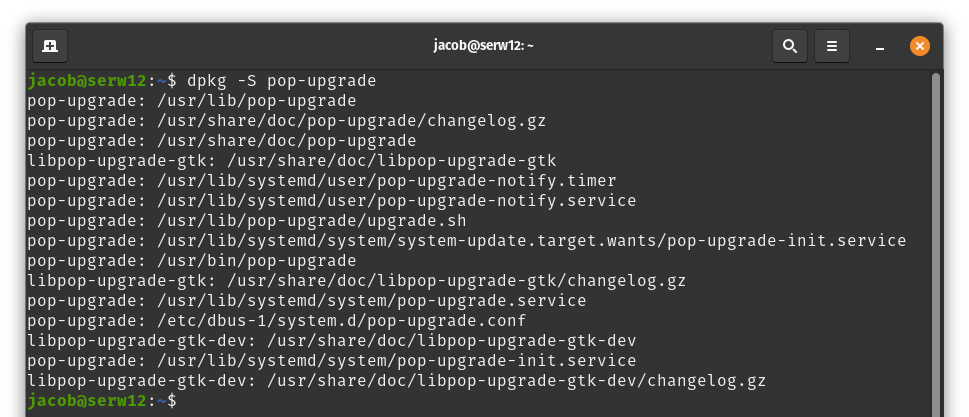 jacob@serw12: ~
jacob@serw12:~$ dpkg -S pop-upgrade
pop-upgrade: /usr/lib/pop-upgrade
pop-upgrade: /usr/share/doc/pop-upgrade/changelog.gz
pop-upgrade: /usr/share/doc/pop-upgrade
libpop-upgrade-gtk: /usr/share/doc/libpop-upgrade-gtk
pop-upgrade: /usr/lib/systemd/user/pop-upgrade-notify.timer
pop-upgrade: /usr/lib/systemd/user/pop-upgrade-notify.service
pop-upgrade: /usr/lib/pop-upgrade/upgrade.sh
pop-upgrade: /usr/lib/systemd/system/system-update.target.wants/pop-upgrade-init.service
pop-upgrade: /usr/bin/pop-upgrade
libpop-upgrade-gtk: /usr/share/doc/libpop-upgrade-gtk/changelog.gz
pop-upgrade: /usr/lib/systemd/system/pop-upgrade.service
pop-upgrade: /etc/dbus-1/system.d/pop-upgrade.conf
libpop-upgrade-gtk-dev: /usr/share/doc/libpop-upgrade-gtk-dev
pop-upgrade: /usr/lib/systemd/system/pop-upgrade-init.service
libpop-upgrade-gtk-dev: /usr/share/doc/libpop-upgrade-gtk-dev/changelog.gz
jacob@serw12:~$